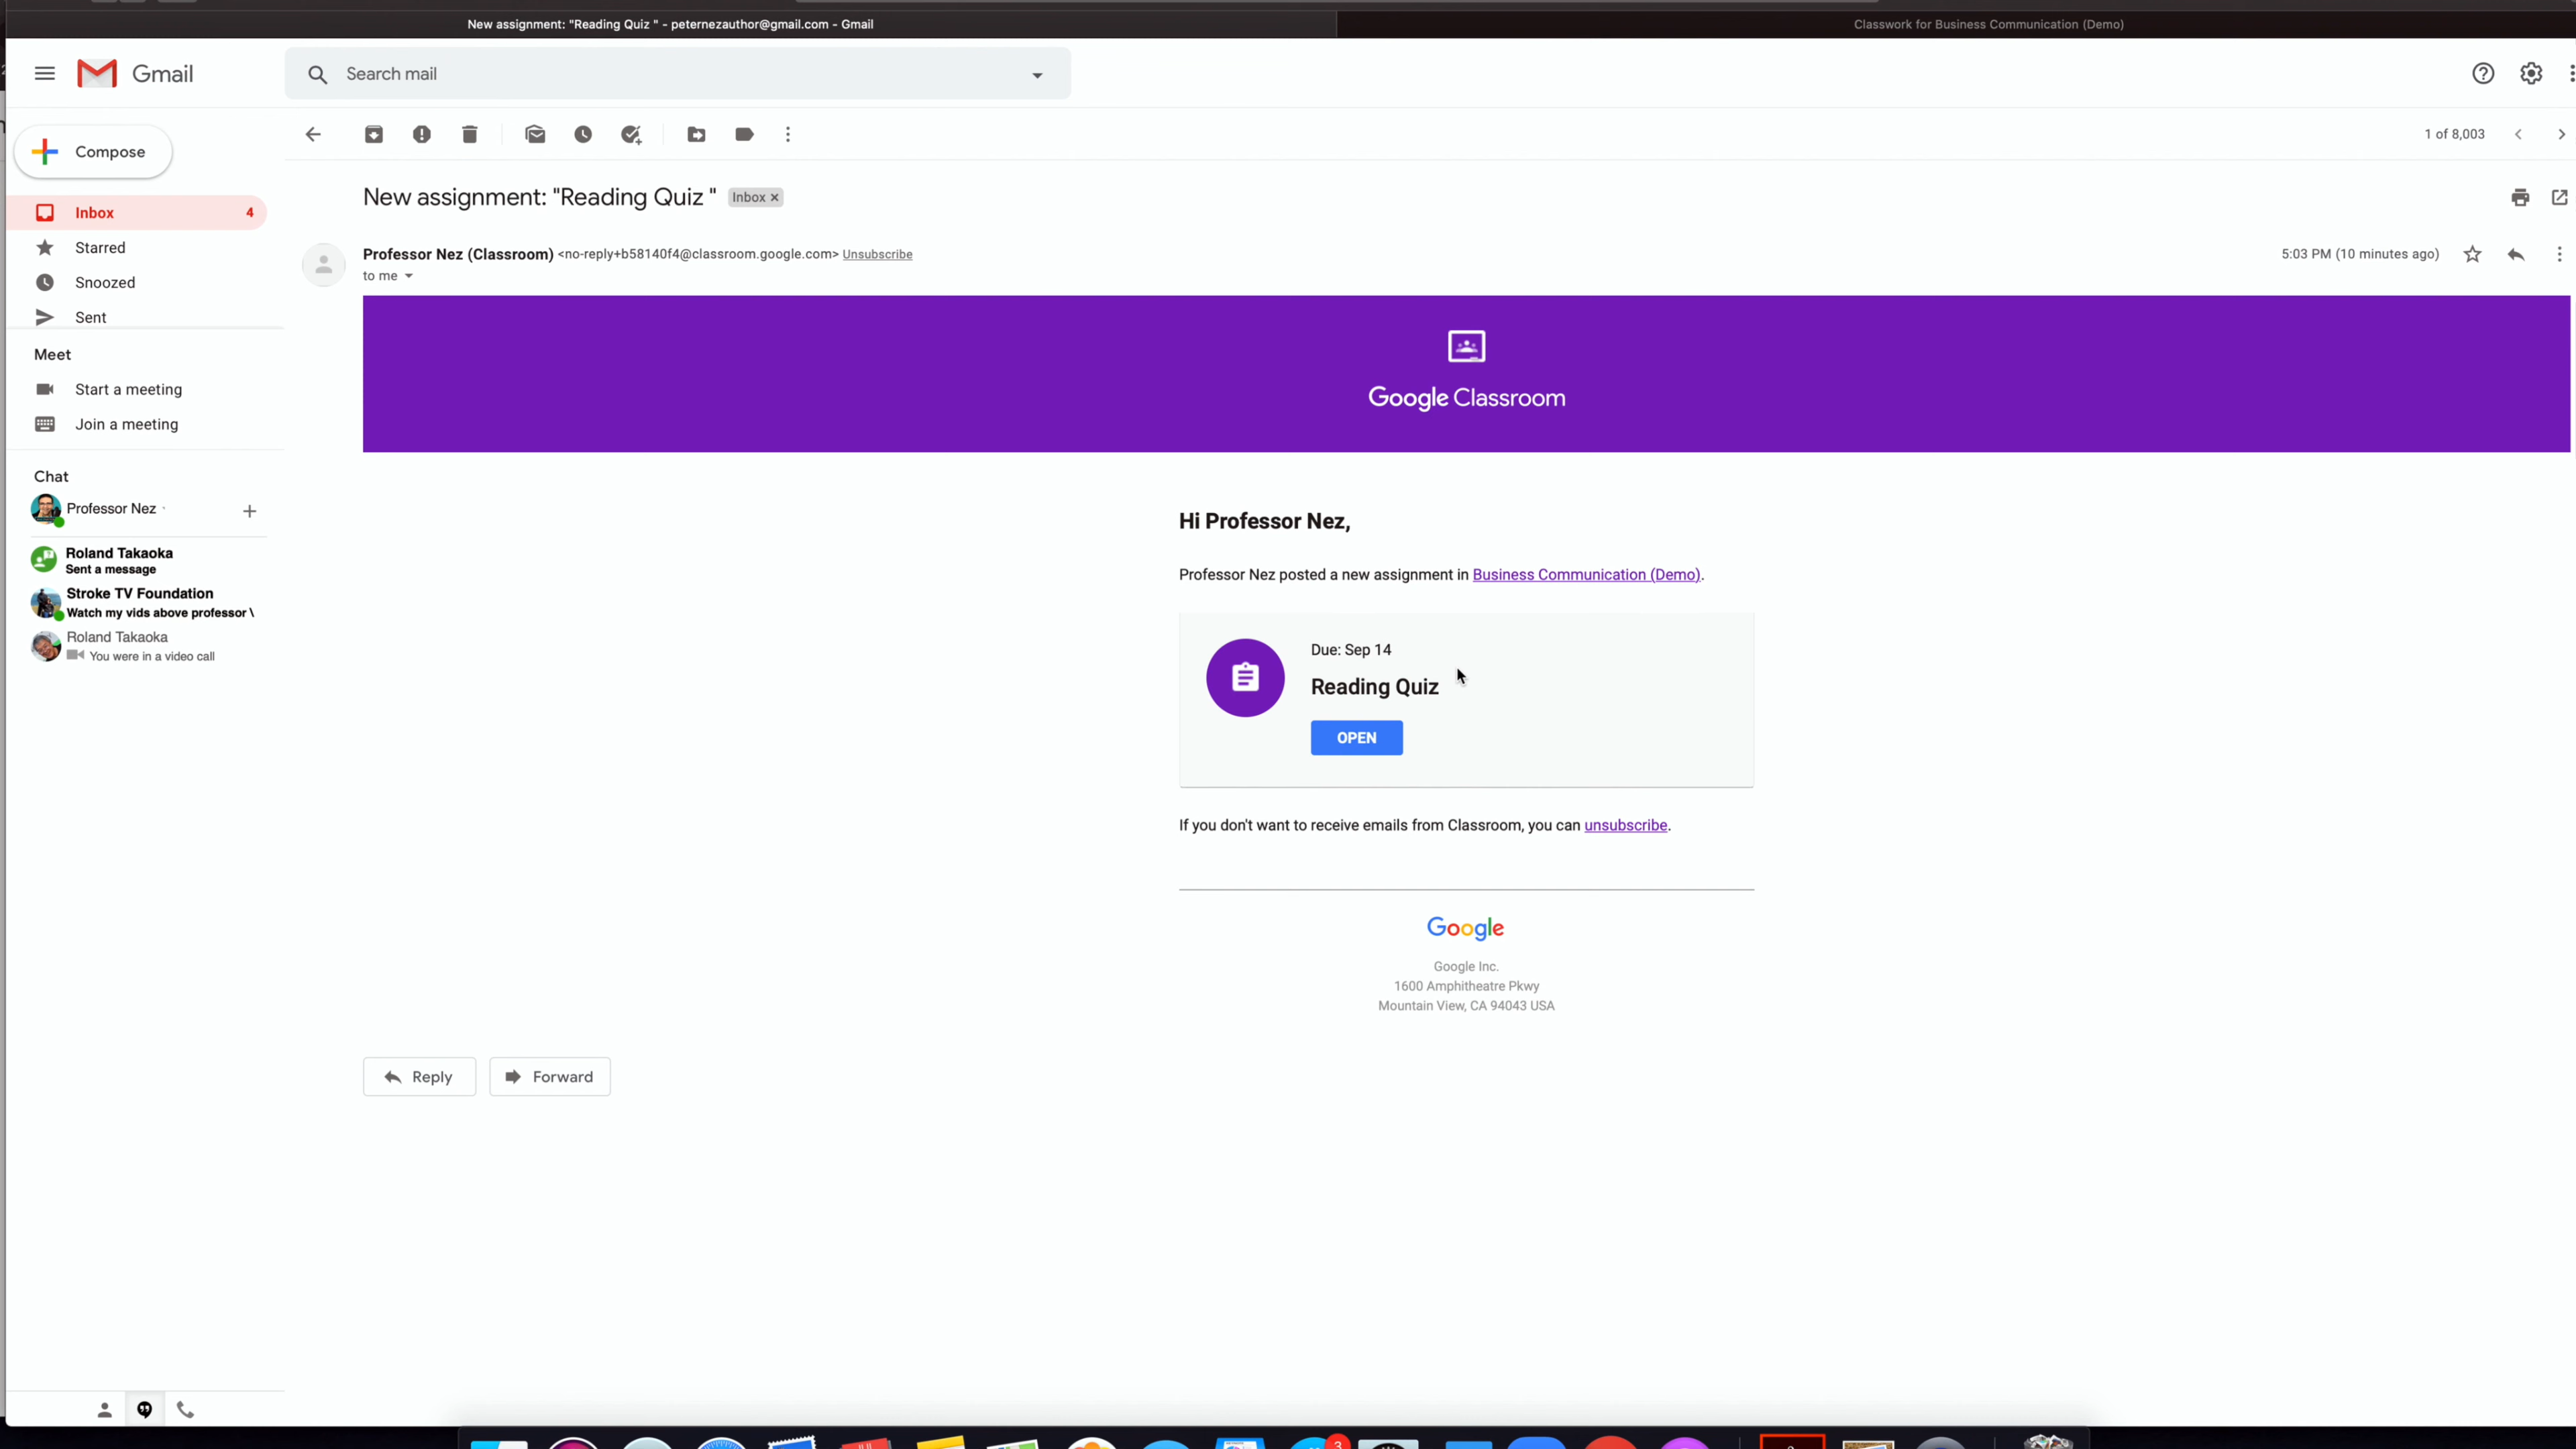 New assignment: "Reading Quiz " - peternezauthor@gmail.com - Gmail
Classwork for Business Communication (Demo)
Gmail
Search mail
Compose
1 of 8,003
Inbox 4
Starred
Snoozed
Sent
Meet
Start a meeting
Join a meeting
Chat
Professor Nez
Roland Takaoka
Sent a message
Stroke TV Foundation
Watch my vids above professor \
Roland Takaoka
You were in a video call
New assignment: "Reading Quiz " Inbox ×
Professor Nez (Classroom) <no-reply+b58140f4@classroom.google.com> Unsubscribe
5:03 PM (10 minutes ago)
to me
Google Classroom
Hi Professor Nez,
Professor Nez posted a new assignment in Business Communication (Demo).
Due: Sep 14
Reading Quiz
OPEN
If you don't want to receive emails from Classroom, you can unsubscribe.
Google
Google Inc.
1600 Amphitheatre Pkwy
Mountain View, CA 94043 USA
Reply
Forward
3